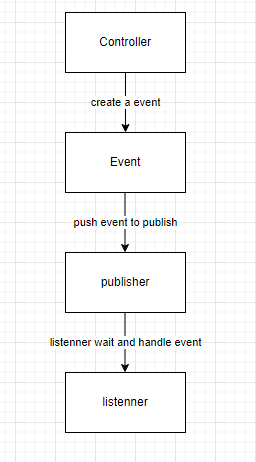 Controller
create a event
Event
push event to publish
publisher
listenner wait and handle event
listenner